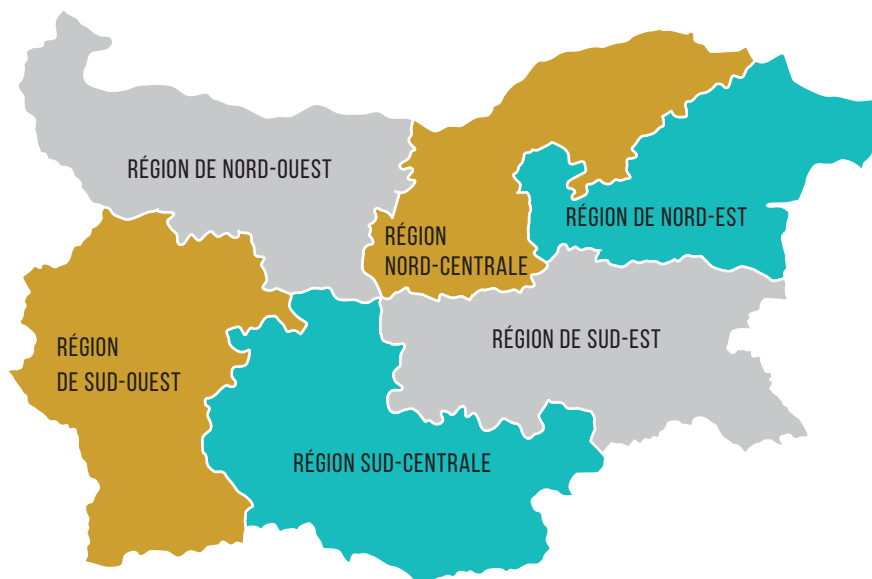 RÉGION DE NORD-OUEST
RÉGION DE NORD-EST
RÉGION
NORD-CENTRALE
RÉGION
DE SUD-OUEST
RÉGION DE SUD-EST
RÉGION SUD-CENTRALE